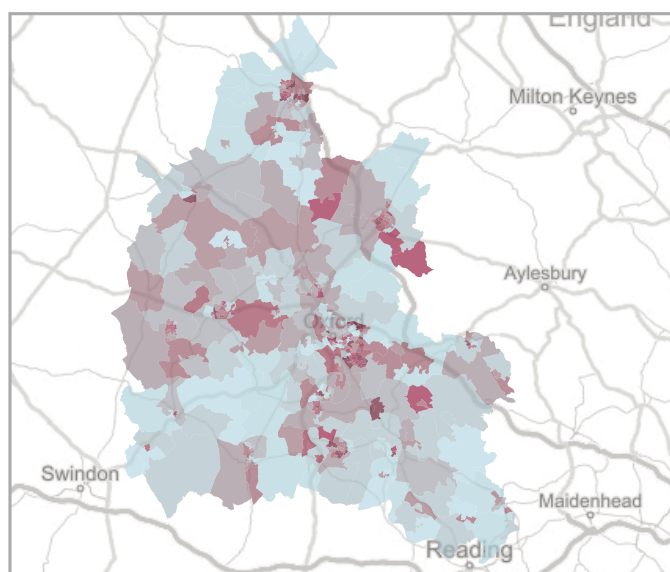 England
Milton Keynes
Aylesbury
Oxford
Swindon
Maidenhead
Reading